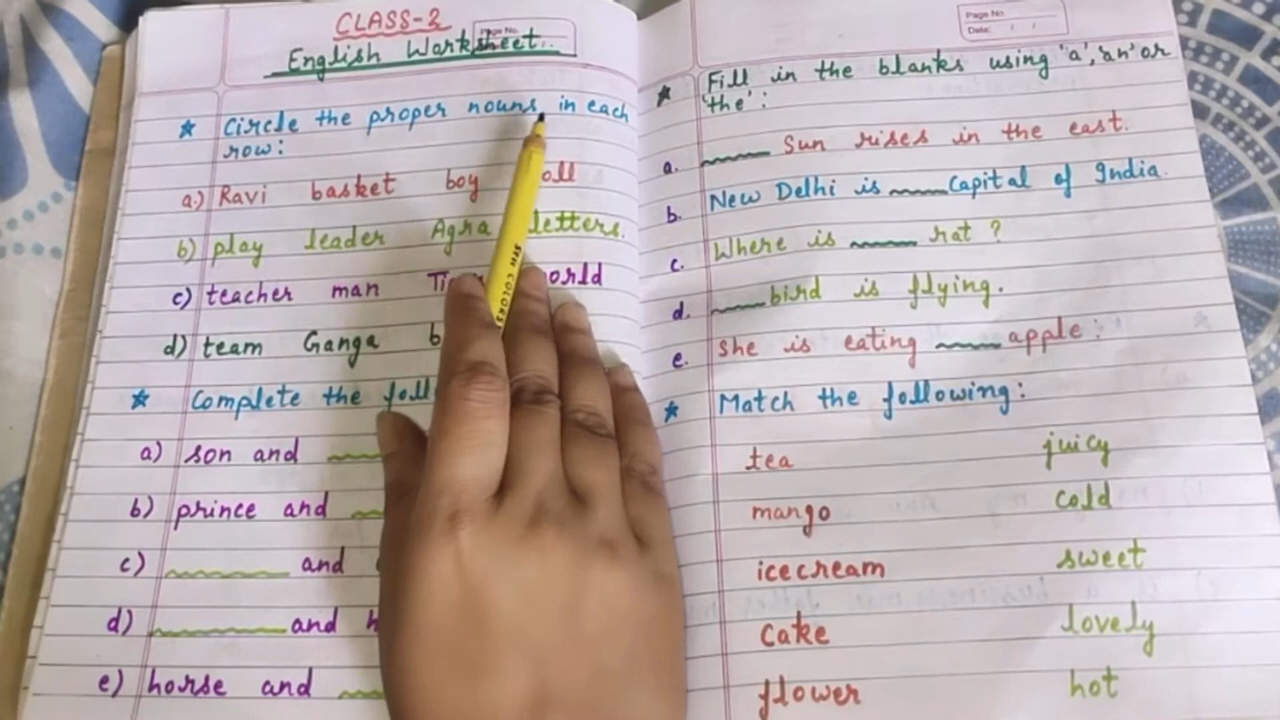 CLASS-2
English Worksheet.
Circle the proper nouns in each
row:
a.) Ravi basket boy
b) play leader Agra letters.
c) teacher man
d) team Ganga
Complete the
a) son and
b) prince and
c) and
d) and
e) horse and
SFH COLORS
Page No.
Date: / /
Fill in the blanks using 'a', 'an' or
'the':
a. Sun rises in the east.
b. New Delhi is Capital of India.
c. Where is rat ?
d. bird is flying.
e. She is eating apple.
Match the following:
tea juicy
mango cold
icecream sweet
cake lovely
flower hot